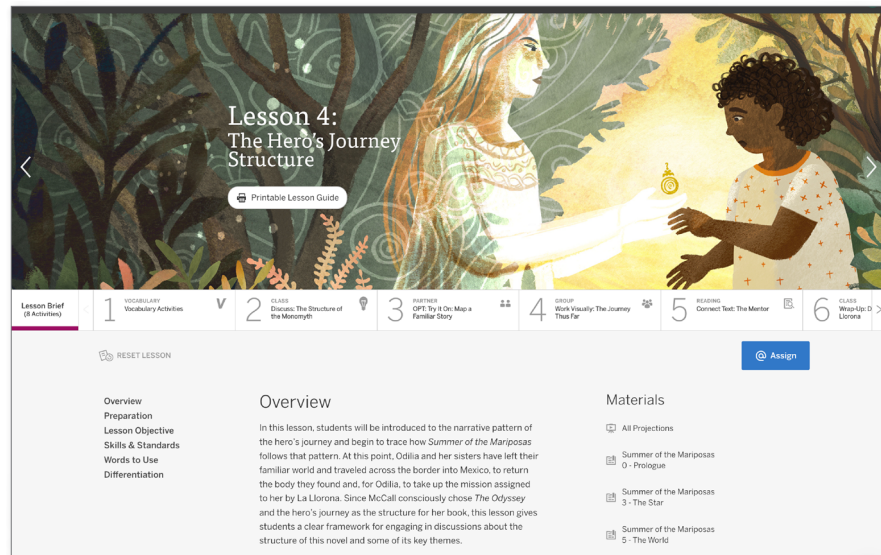 Lesson 4:
The Hero's Journey
Structure
Printable Lesson Guide
Lesson Brief
(8 Activities)
1
VOCABULARY
Vocabulary Activities
V
2
CLASS
Discuss: The Structure of
the Monomyth
3
PARTNER
OPT: Try It On: Map a
Familiar Story
4
GROUP
Work Visually: The Journey
Thus Far
5
READING
Connect Text: The Mentor
6
CLASS
Wrap-Up: D
Llorona
RESET LESSON
@ Assign
Overview
Preparation
Lesson Objective
Skills & Standards
Words to Use
Differentiation
Overview
In this lesson, students will be introduced to the narrative pattern of
the hero's journey and begin to trace how Summer of the Mariposas
follows that pattern. At this point, Odilia and her sisters have left their
familiar world and traveled across the border into Mexico, to return
the body they found and, for Odilia, to take up the mission assigned
to her by La Llorona. Since McCall consciously chose The Odyssey
and the hero's journey as the structure for her book, this lesson gives
students a clear framework for engaging in discussions about the
structure of this novel and some of its key themes.
Materials
All Projections
Summer of the Mariposas
0 - Prologue
Summer of the Mariposas
3 - The Star
Summer of the Mariposas
5 - The World